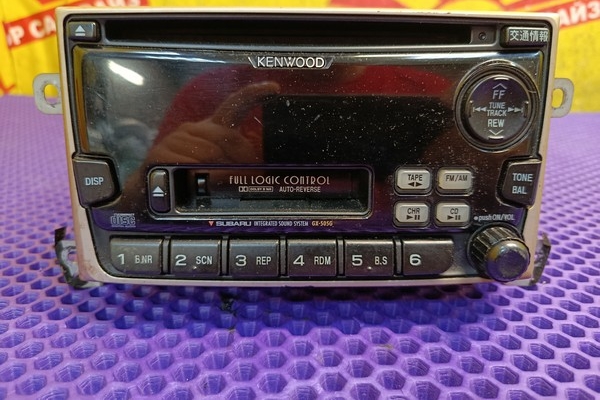 交通情報
KENWOOD
FF
TUNE
TRACK
REW
DISP
FULL LOGIC CONTROL
DOLBY B NR AUTO-REVERSE
TAPE
FM/AM
TONE
BAL
CHR
CD
disc
SUBARU INTEGRATED SOUND SYSTEM GX-505G
push ON/VOL
1 B.NR 2 SCN 3 REP 4 RDM 5 B.S 6